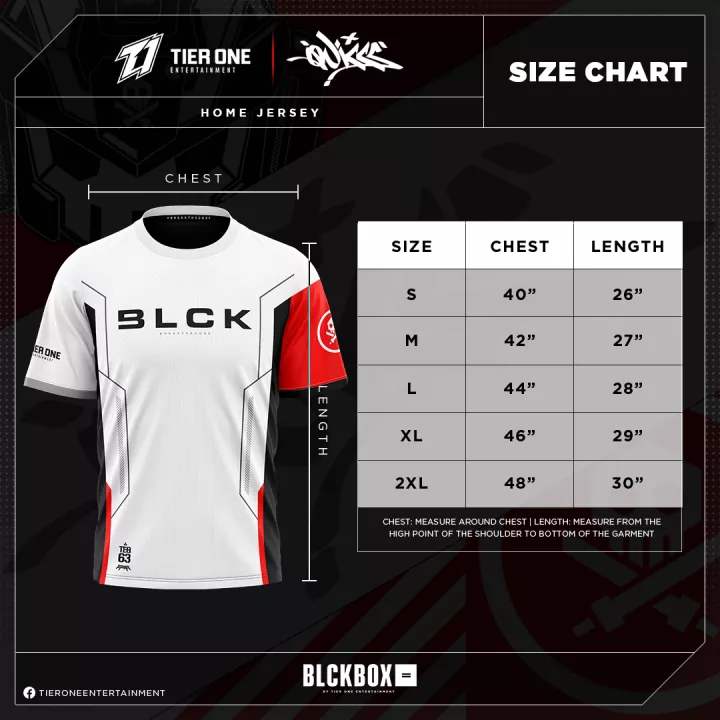 TIER ONE
ENTERTAINMENT
SIZE CHART
HOME JERSEY
CHEST
BLCK
TIER ONE
LENGTH
63
SIZE CHEST LENGTH
S 40” 26”
M 42” 27”
L 44” 28”
XL 46” 29”
2XL 48” 30”
CHEST: MEASURE AROUND CHEST | LENGTH: MEASURE FROM THE
HIGH POINT OF THE SHOULDER TO BOTTOM OF THE GARMENT
BLCKBOX
BY TIER ONE ENTERTAINMENT
TIERONEENTERTAINMENT